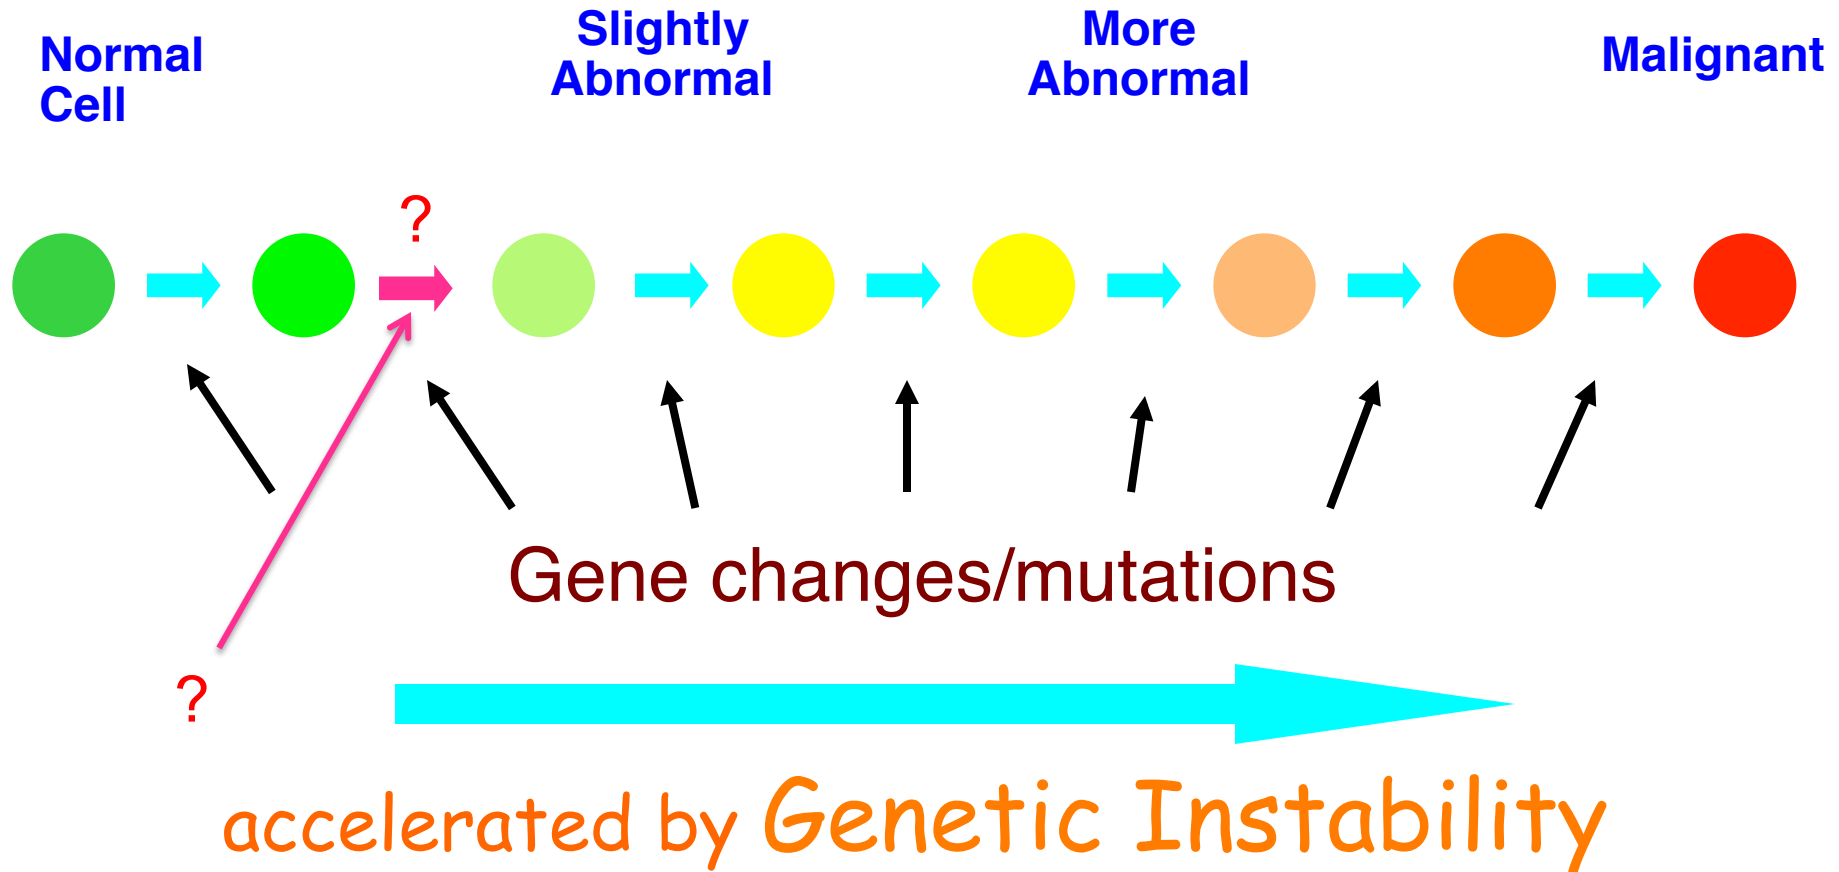 Normal
Cell
Slightly
Abnormal
More
Abnormal
Malignant
?
Gene changes/mutations
?
accelerated by Genetic Instability